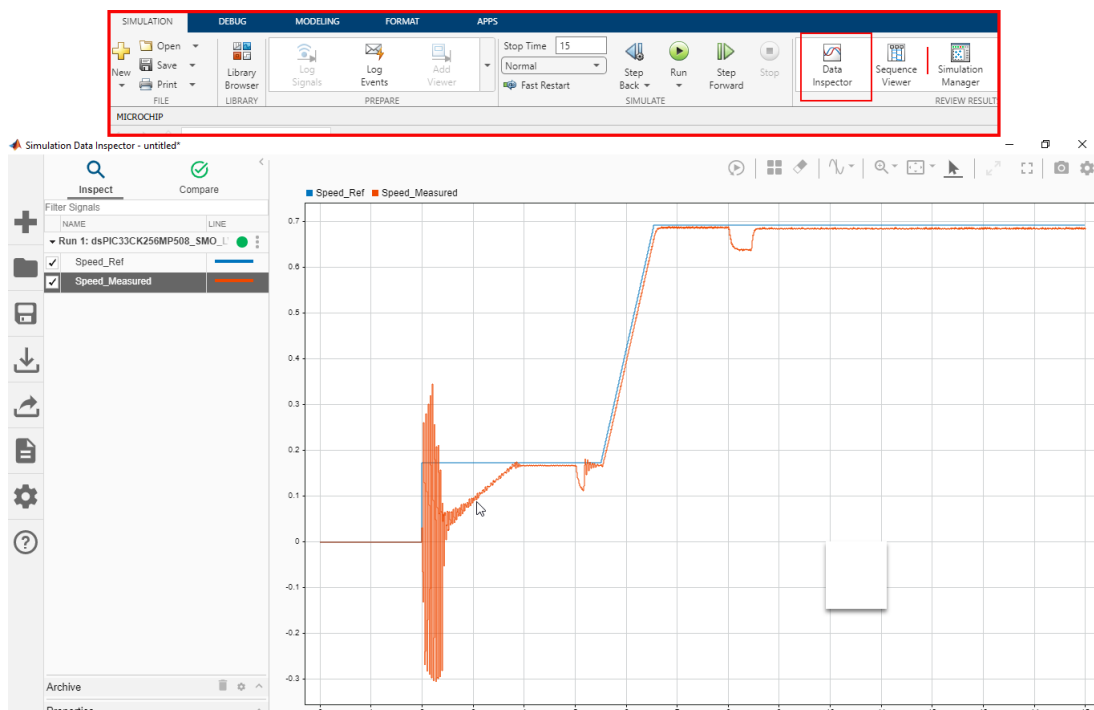 SIMULATION DEBUG MODELING FORMAT APPS
New
Open
Save
Print
FILE
Library
Browser
LIBRARY
Log
Signals
Log
Events
Add
Viewer
PREPARE
Stop Time 15
Normal
Fast Restart
Step
Back
Run
Step
Forward
Stop
SIMULATE
Data
Inspector
Sequence
Viewer
Simulation
Manager
REVIEW RESULTS
MICROCHIP
Simulation Data Inspector - untitled*
Inspect
Compare
Filter Signals
NAME LINE
Run 1: dsPIC33CK256MP508_SMO_L
Speed_Ref
Speed_Measured
Archive
Speed_Ref Speed_Measured
0.7
0.6
0.5
0.4
0.3
0.2
0.1
0
-0.1
-0.2
-0.3